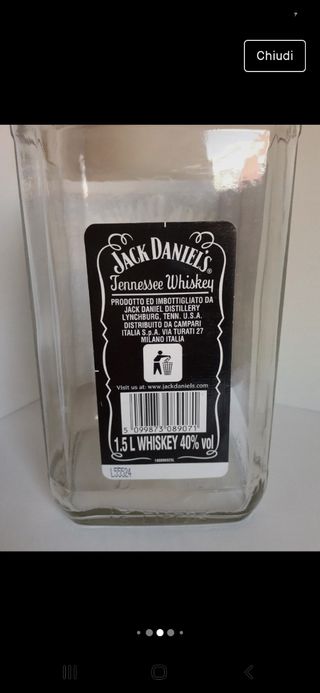 Chiudi
JACK DANIEL'S®
Tennessee Whiskey
PRODOTTO ED IMBOTTIGLIATO DA
JACK DANIEL DISTILLERY
LYNCHBURG, TENN. U.S.A.
DISTRIBUITO DA CAMPARI
ITALIA S.p.A. VIA TURATI 27
MILANO ITALIA
Visit us at: www.jackdaniels.com
5 099873 089071
1.5 L WHISKEY 40% vol
L55524